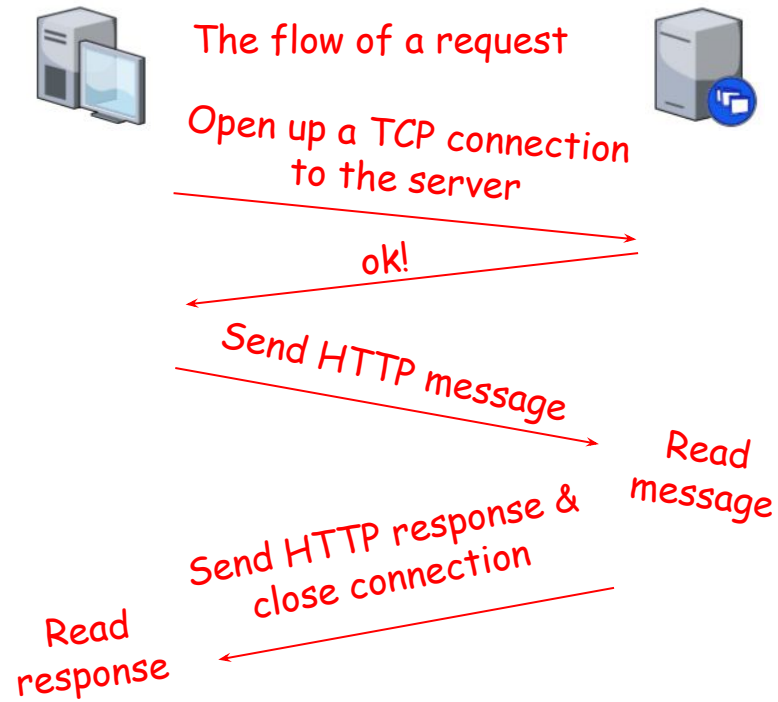 The flow of a request
Open up a TCP connection
to the server
ok!
Send HTTP message
Read
message
Send HTTP response &
close connection
Read
response